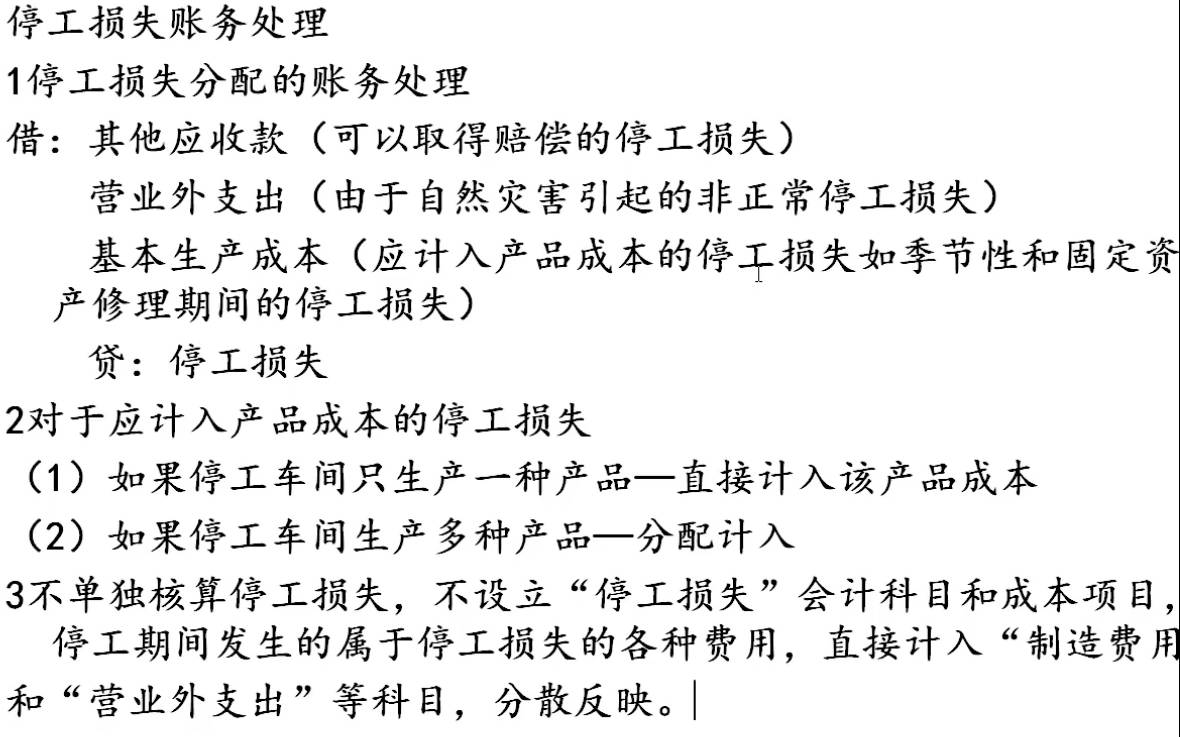 停工损失账务处理
1停工损失分配的账务处理
借：其他应收款（可以取得赔偿的停工损失）
营业外支出（由于自然灾害引起的非正常停工损失）
基本生产成本（应计入产品成本的停工损失如季节性和固定资
产修理期间的停工损失）
贷：停工损失
2对于应计入产品成本的停工损失
（1）如果停工车间只生产一种产品—直接计入该产品成本
（2）如果停工车间生产多种产品—分配计入
3不单独核算停工损失，不设立“停工损失”会计科目和成本项目，
停工期间发生的属于停工损失的各种费用，直接计入“制造费用
和“营业外支出”等科目，分散反映。